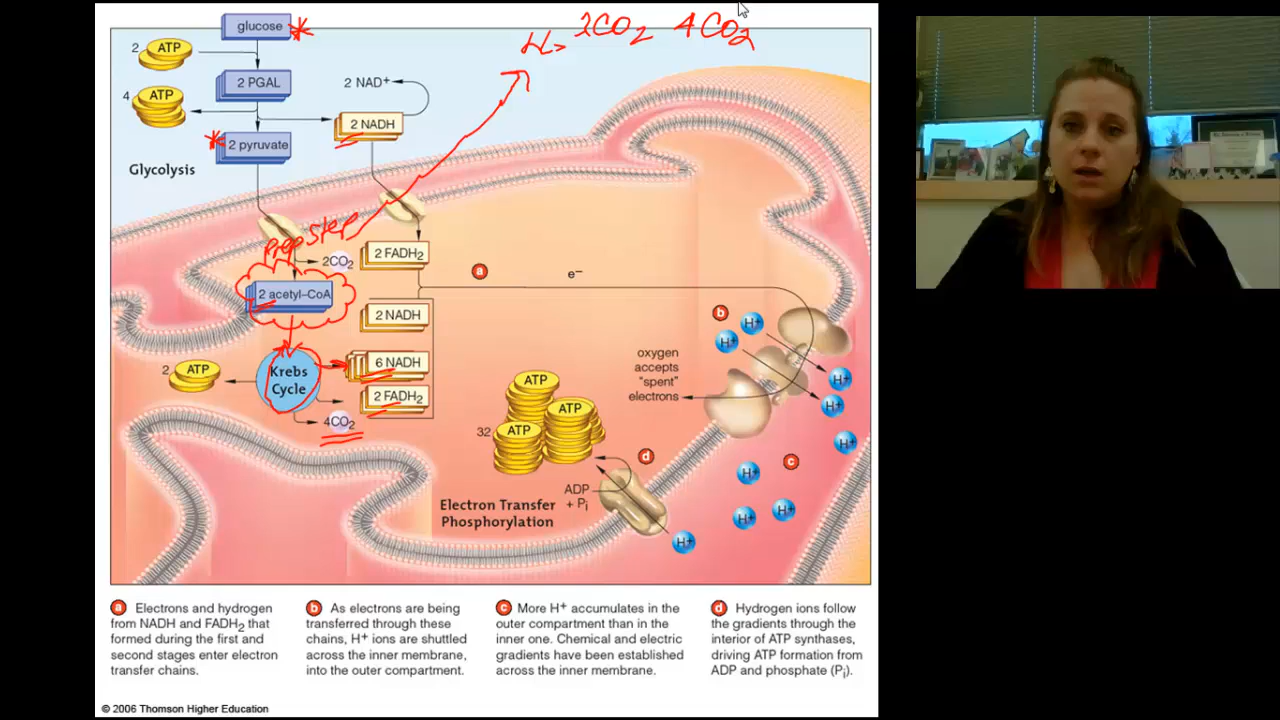 glucose *
2CO2 4CO2
2 ATP
2 PGAL
2 NAD+
4 ATP
2 NADH
* 2 pyruvate
Glycolysis
Prep Step
2CO2
2 FADH2
a
e–
2 acetyl–CoA
2 NADH
b
H+
H+
oxygen
accepts
"spent"
electrons
2 ATP
Krebs
Cycle
6 NADH
2 FADH2
4CO2
H+
H+
H+
ATP
ATP
32 ATP
d
c
H+
ADP
+ Pi
Electron Transfer
Phosphorylation
H+
H+
H+
a Electrons and hydrogen
from NADH and FADH2 that
formed during the first and
second stages enter electron
transfer chains.
b As electrons are being
transferred through these
chains, H+ ions are shuttled
across the inner membrane,
into the outer compartment.
c More H+ accumulates in the
outer compartment than in the
inner one. Chemical and electric
gradients have been established
across the inner membrane.
d Hydrogen ions follow
the gradients through the
interior of ATP synthases,
driving ATP formation from
ADP and phosphate (Pi).
© 2006 Thomson Higher Education